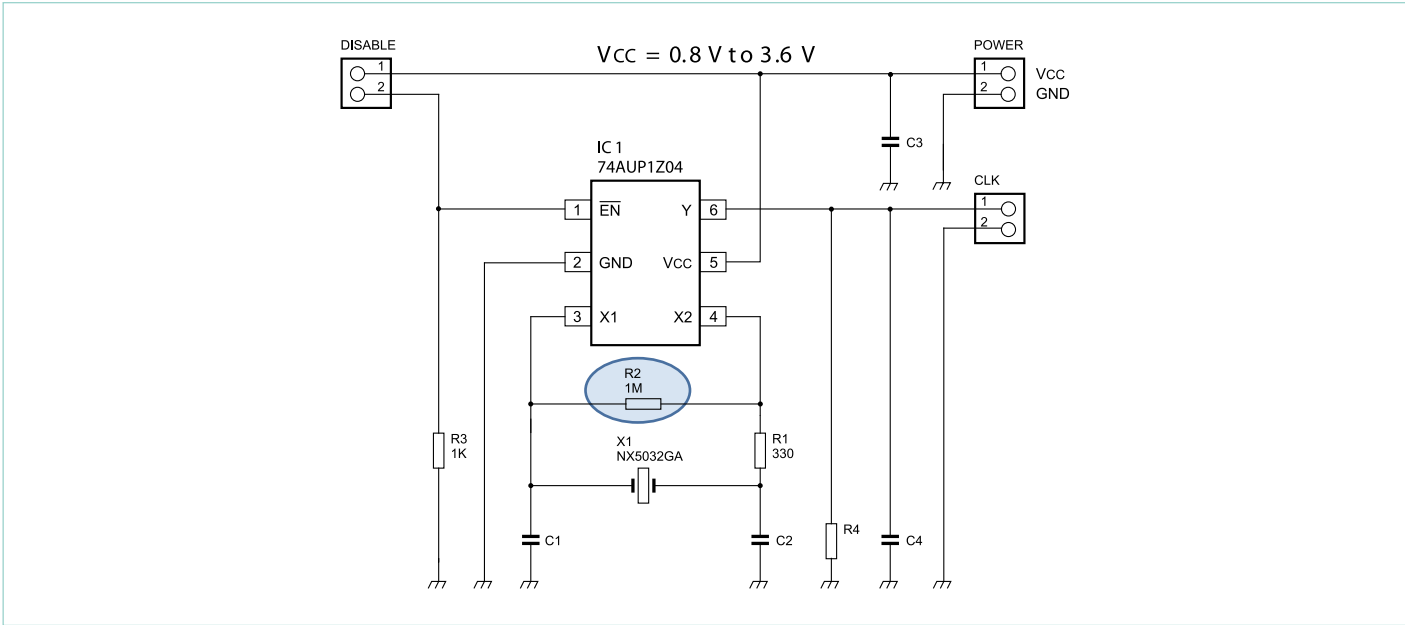 DISABLE
1
2
VCC = 0.8 V to 3.6 V
POWER
1
2
VCC
GND
C3
IC 1
74AUP1Z04
CLK
1
2
1 EN Y 6
2 GND VCC 5
3 X1 X2 4
R2
1M
R3
1K
X1
NX5032GA
R1
330
C1
C2
R4
C4